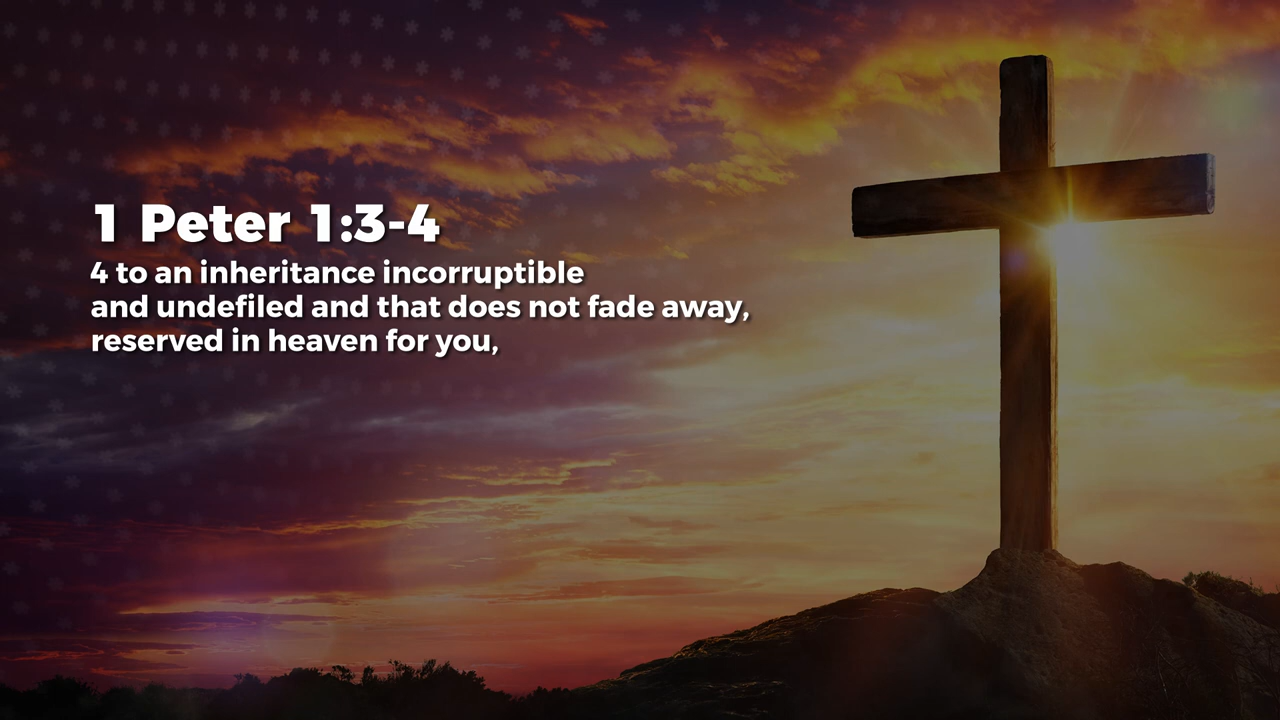 1 Peter 1:3-4
4 to an inheritance incorruptible
and undefiled and that does not fade away,
reserved in heaven for you,